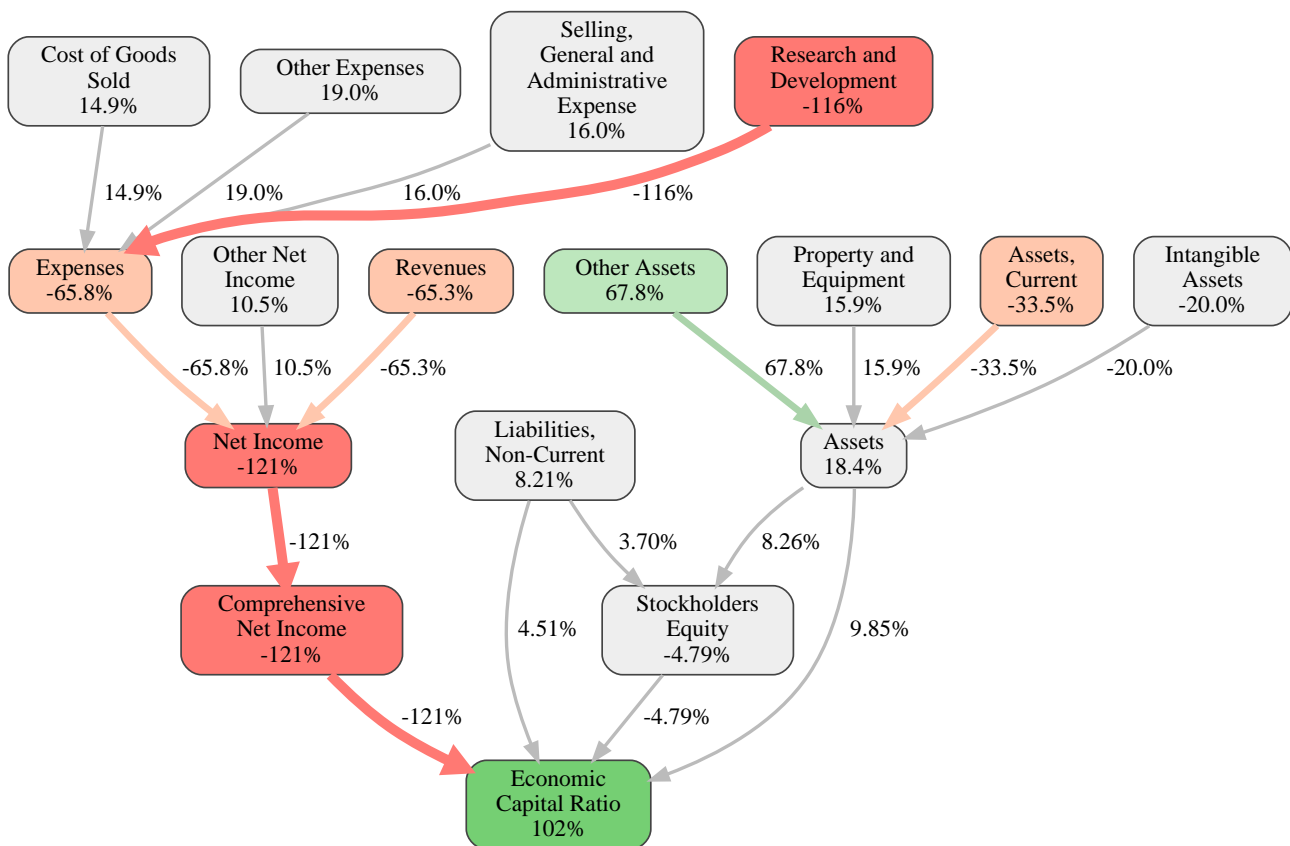 Cost of Goods
Sold
14.9%
Other Expenses
19.0%
Selling,
General and
Administrative
Expense
16.0%
Research and
Development
-116%
14.9%
19.0%
16.0%
-116%
Expenses
-65.8%
Other Net
Income
10.5%
Revenues
-65.3%
Other Assets
67.8%
Property and
Equipment
15.9%
Assets,
Current
-33.5%
Intangible
Assets
-20.0%
-65.8%
10.5%
-65.3%
67.8%
15.9%
-33.5%
-20.0%
Net Income
-121%
Liabilities,
Non-Current
8.21%
Assets
18.4%
-121%
3.70%
8.26%
Comprehensive
Net Income
-121%
4.51%
Stockholders
Equity
-4.79%
9.85%
-121%
-4.79%
Economic
Capital Ratio
102%